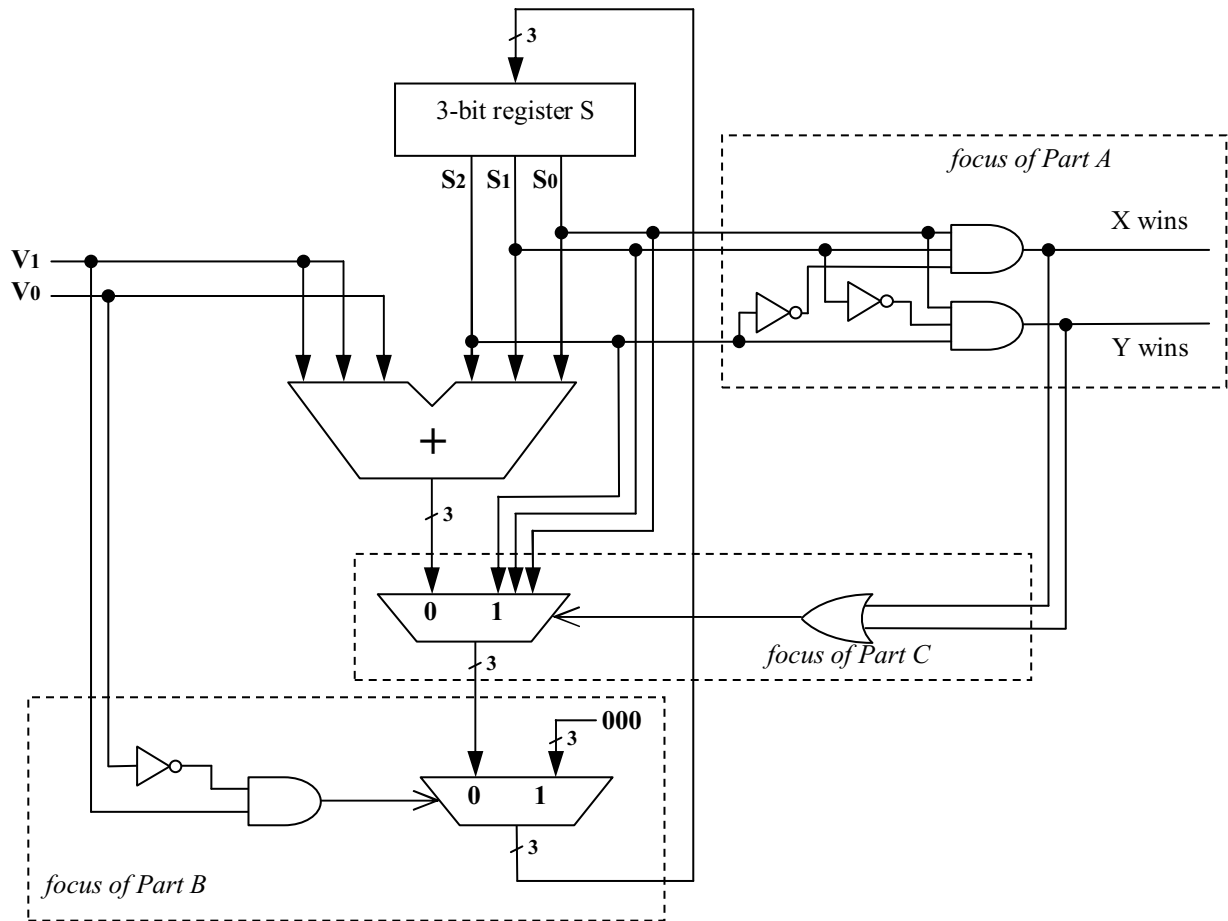 3
3-bit register S
S2 S1 S0
focus of Part A
X wins
V1
V0
Y wins
+
3
0 1
focus of Part C
3
000
3
0 1
3
focus of Part B